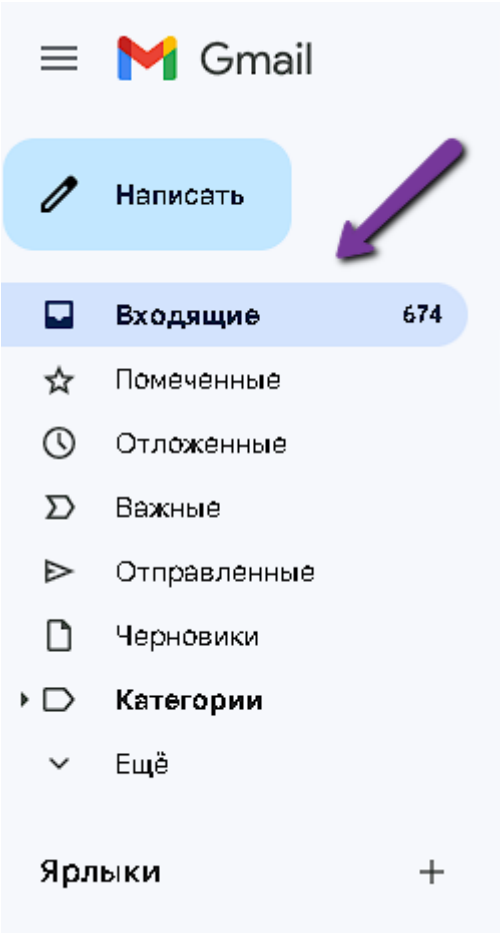 Gmail
Написать
Входящие 674
Помеченные
Отложенные
Важные
Отправленные
Черновики
Категории
Ещё
Ярлыки +